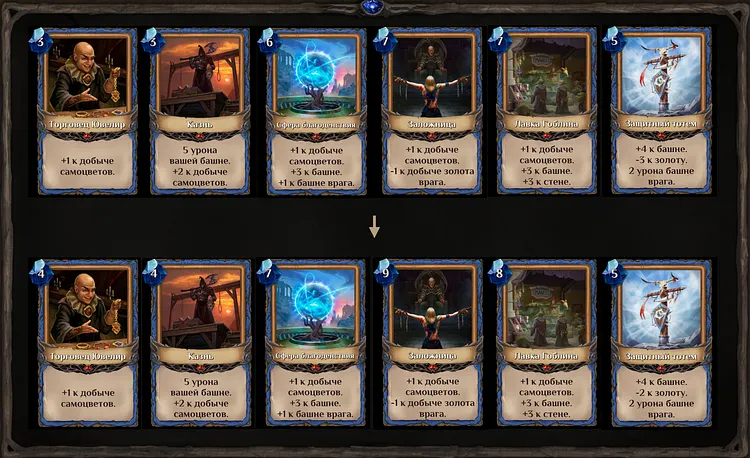 3
Торговец Ювелир
+1 к добыче
самоцветов.
3
Казнь
5 урона
вашей башне.
+2 к добыче
самоцветов.
6
Сфера благоденствия
+1 к добыче
самоцветов.
+3 к башне.
+1 к башне врага.
7
Заложница
+1 к добыче
самоцветов.
-1 к добыче золота
врага.
7
Лавка Гоблина
+1 к добыче
самоцветов.
+3 к башне.
+3 к стене.
5
Защитный тотем
+4 к башне.
-3 к золоту.
2 урона башне
врага.
4
Торговец Ювелир
+1 к добыче
самоцветов.
4
Казнь
5 урона
вашей башне.
+2 к добыче
самоцветов.
7
Сфера благоденствия
+1 к добыче
самоцветов.
+3 к башне.
+1 к башне врага.
9
Заложница
+1 к добыче
самоцветов.
-1 к добыче золота
врага.
8
Лавка Гоблина
+1 к добыче
самоцветов.
+3 к башне.
+3 к стене.
5
Защитный тотем
+4 к башне.
-2 к золоту.
2 урона башне
врага.